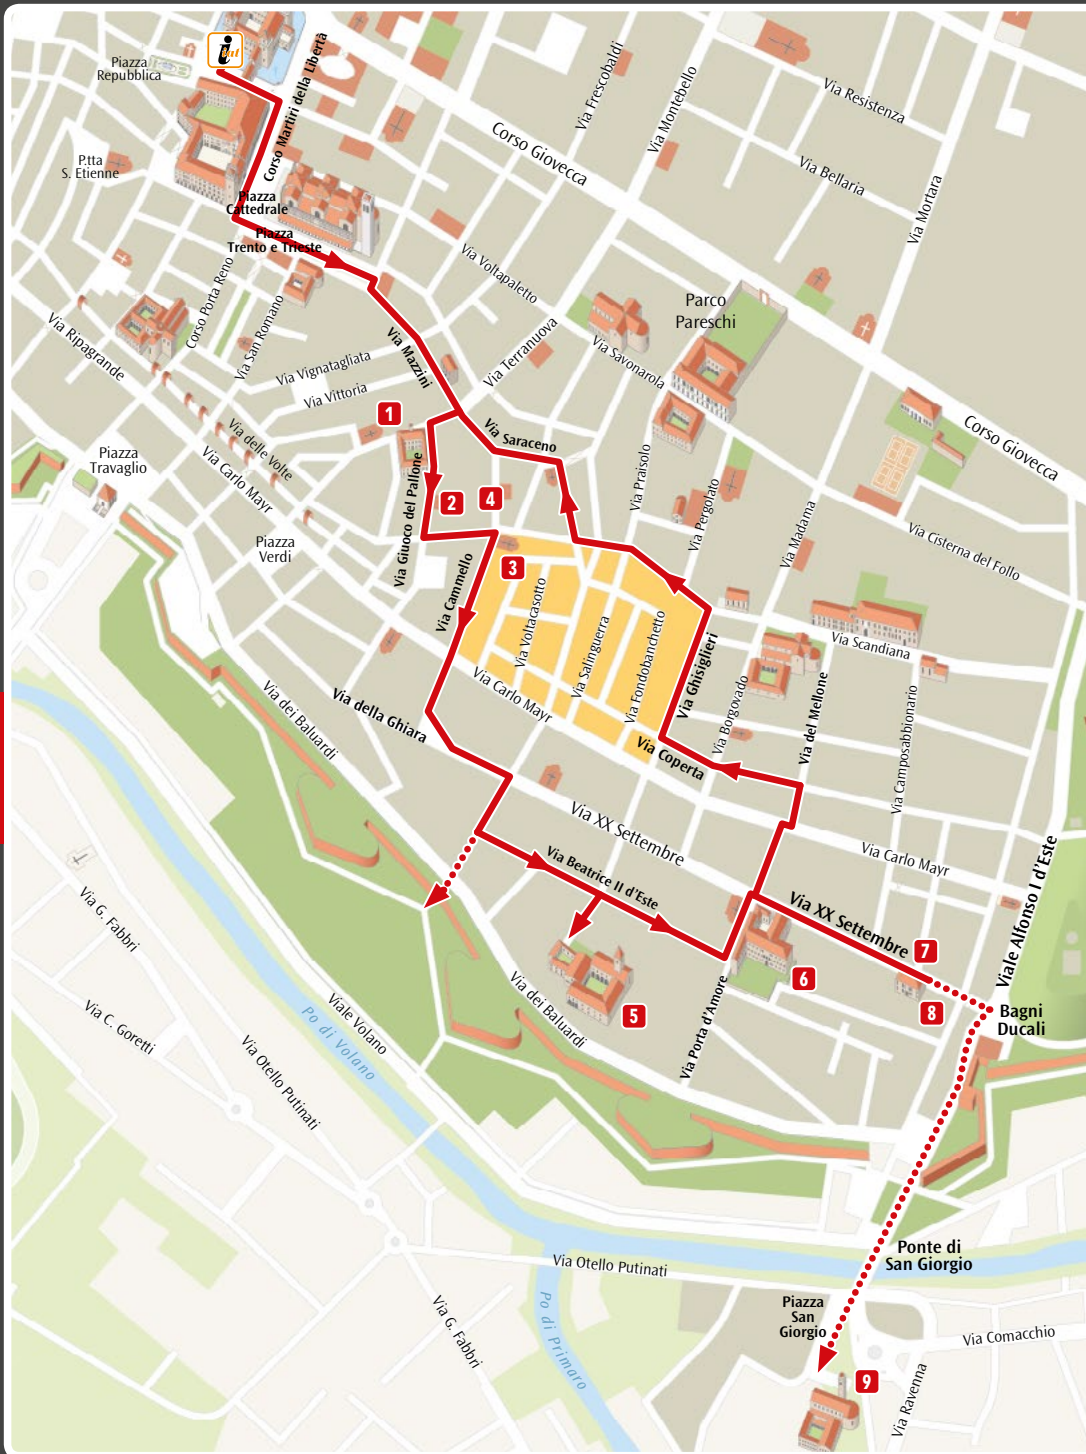 i
iat
Piazza
Repubblica
Corso Martiri della Libertà
Via Frescobaldi
Via Montebello
Via Resistenza
Corso Giovecca
P.tta
S. Etienne
Via Bellaria
Via Mortara
Piazza
Cattedrale
Piazza
Trento e Trieste
Corso Porta Reno
Via Voltapaletto
Parco
Pareschi
Via San Romano
Via Ripagrande
Via Mazzini
Via Terranuova
Via Savonarola
Via Vignatagliata
Via Vittoria
1
Via Saraceno
Corso Giovecca
Via delle Volte
Piazza
Travaglio
Via Carlo Mayr
Via Praisolo
Via Pergolato
Via Giuoco del Pallone
2
4
Via Madama
Piazza
Verdi
Via Cisterna del Follo
3
Via Cammello
Via Voltacasotto
Via Salinguerra
Via Fondobanchetto
Via Ghisiglieri
Via Scandiana
Via Carlo Mayr
Via dei Baluardi
Via della Ghiara
Via Borgovado
Via del Mellone
Via Camposabbionario
Via Coperta
Via XX Settembre
Via Carlo Mayr
Via Beatrice II d'Este
Viale Alfonso I d'Este
Via G. Fabbri
Via XX Settembre
7
6
8
5
Bagni
Ducali
Via dei Baluardi
Via Porta d'Amore
Via C. Goretti
Viale Volano
Po di Volano
Via Otello Putinati
Ponte di
San Giorgio
Via Otello Putinati
Po di Primaro
Via G. Fabbri
Piazza
San
Giorgio
Via Comacchio
9
Via Ravenna